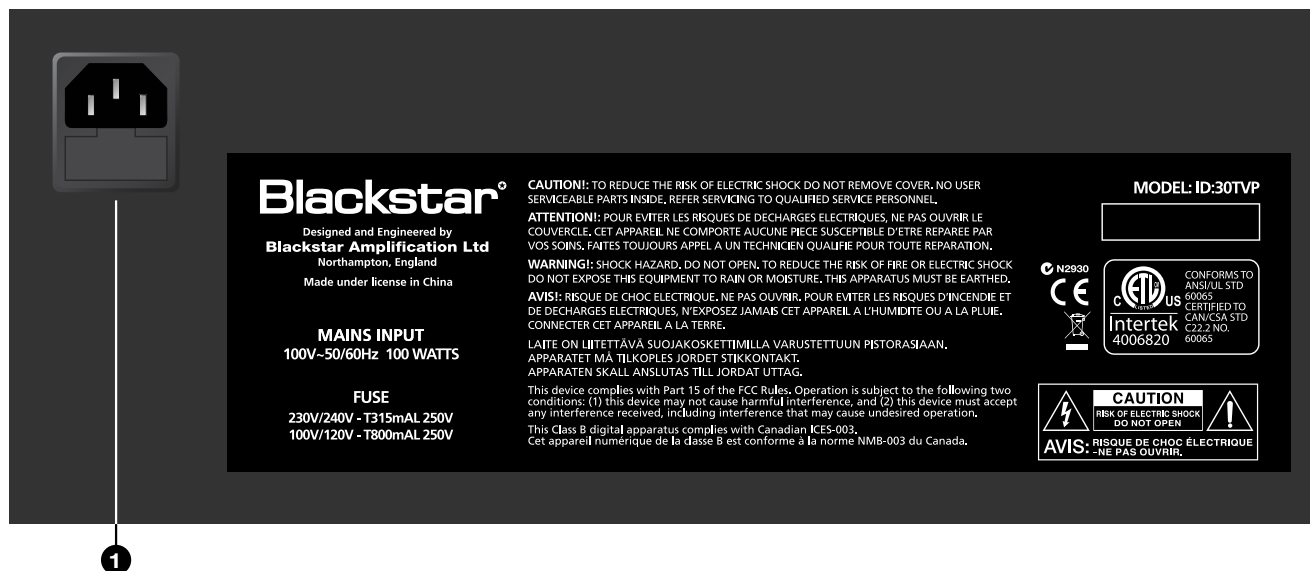 Blackstar
Designed and Engineered by
Blackstar Amplification Ltd
Northampton, England
Made under license in China
MAINS INPUT
100V~50/60Hz 100 WATTS
FUSE
230V/240V - T315mAL 250V
100V/120V - T800mAL 250V
CAUTION!: TO REDUCE THE RISK OF ELECTRIC SHOCK DO NOT REMOVE COVER. NO USER
SERVICEABLE PARTS INSIDE. REFER SERVICING TO QUALIFIED SERVICE PERSONNEL.
ATTENTION!: POUR EVITER LES RISQUES DE DECHARGES ELECTRIQUES, NE PAS OUVRIR LE
COUVERCLE. CET APPAREIL NE COMPORTE AUCUNE PIECE SUSCEPTIBLE D'ETRE REPAREE PAR
VOS SOINS. FAITES TOUJOURS APPEL A UN TECHNICIEN QUALIFIE POUR TOUTE REPARATION.
WARNING!: SHOCK HAZARD. DO NOT OPEN. TO REDUCE THE RISK OF FIRE OR ELECTRIC SHOCK
DO NOT EXPOSE THIS EQUIPMENT TO RAIN OR MOISTURE. THIS APPARATUS MUST BE EARTHED.
AVIS!: RISQUE DE CHOC ELECTRIQUE. NE PAS OUVRIR. POUR EVITER LES RISQUES D'INCENDIE ET
DE DECHARGES ELECTRIQUES, N'EXPOSEZ JAMAIS CET APPAREIL A L'HUMIDITE OU A LA PLUIE.
CONNECTER CET APPAREIL A LA TERRE.
LAITE ON LIITETTÄVÄ SUOJAKOSKETTIMILLA VARUSTETTUUN PISTORASIAAN.
APPARATET MÅ TILKOPLES JORDET STIKKONTAKT.
APPARATEN SKALL ANSLUTAS TILL JORDAT UTTAG.
This device complies with Part 15 of the FCC Rules. Operation is subject to the following two
conditions: (1) this device may not cause harmful interference, and (2) this device must accept
any interference received, including interference that may cause undesired operation.
This Class B digital apparatus complies with Canadian ICES-003.
Cet appareil numérique de la classe B est conforme à la norme NMB-003 du Canada.
MODEL: ID:30TVP
N2930
CE
C ETL US
LISTED
Intertek
4006820
CONFORMS TO
ANSI/UL STD
60065
CERTIFIED TO
CAN/CSA STD
C22.2 NO.
60065
CAUTION
RISK OF ELECTRIC SHOCK
DO NOT OPEN
AVIS: RISQUE DE CHOC ÉLECTRIQUE
-NE PAS OUVRIR.
1